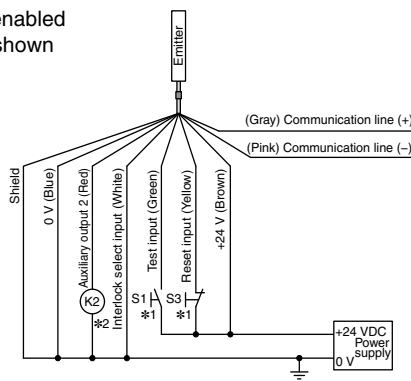 enabled
shown
Emitter
(Gray) Communication line (+)
(Pink) Communication line (−)
Shield
0 V (Blue)
Auxiliary output 2 (Red)
Interlock select input (White)
Test input (Green)
Reset input (Yellow)
+24 V (Brown)
K2
*2
S1
*1
S3
*1
+24 VDC
Power
supply
0 V